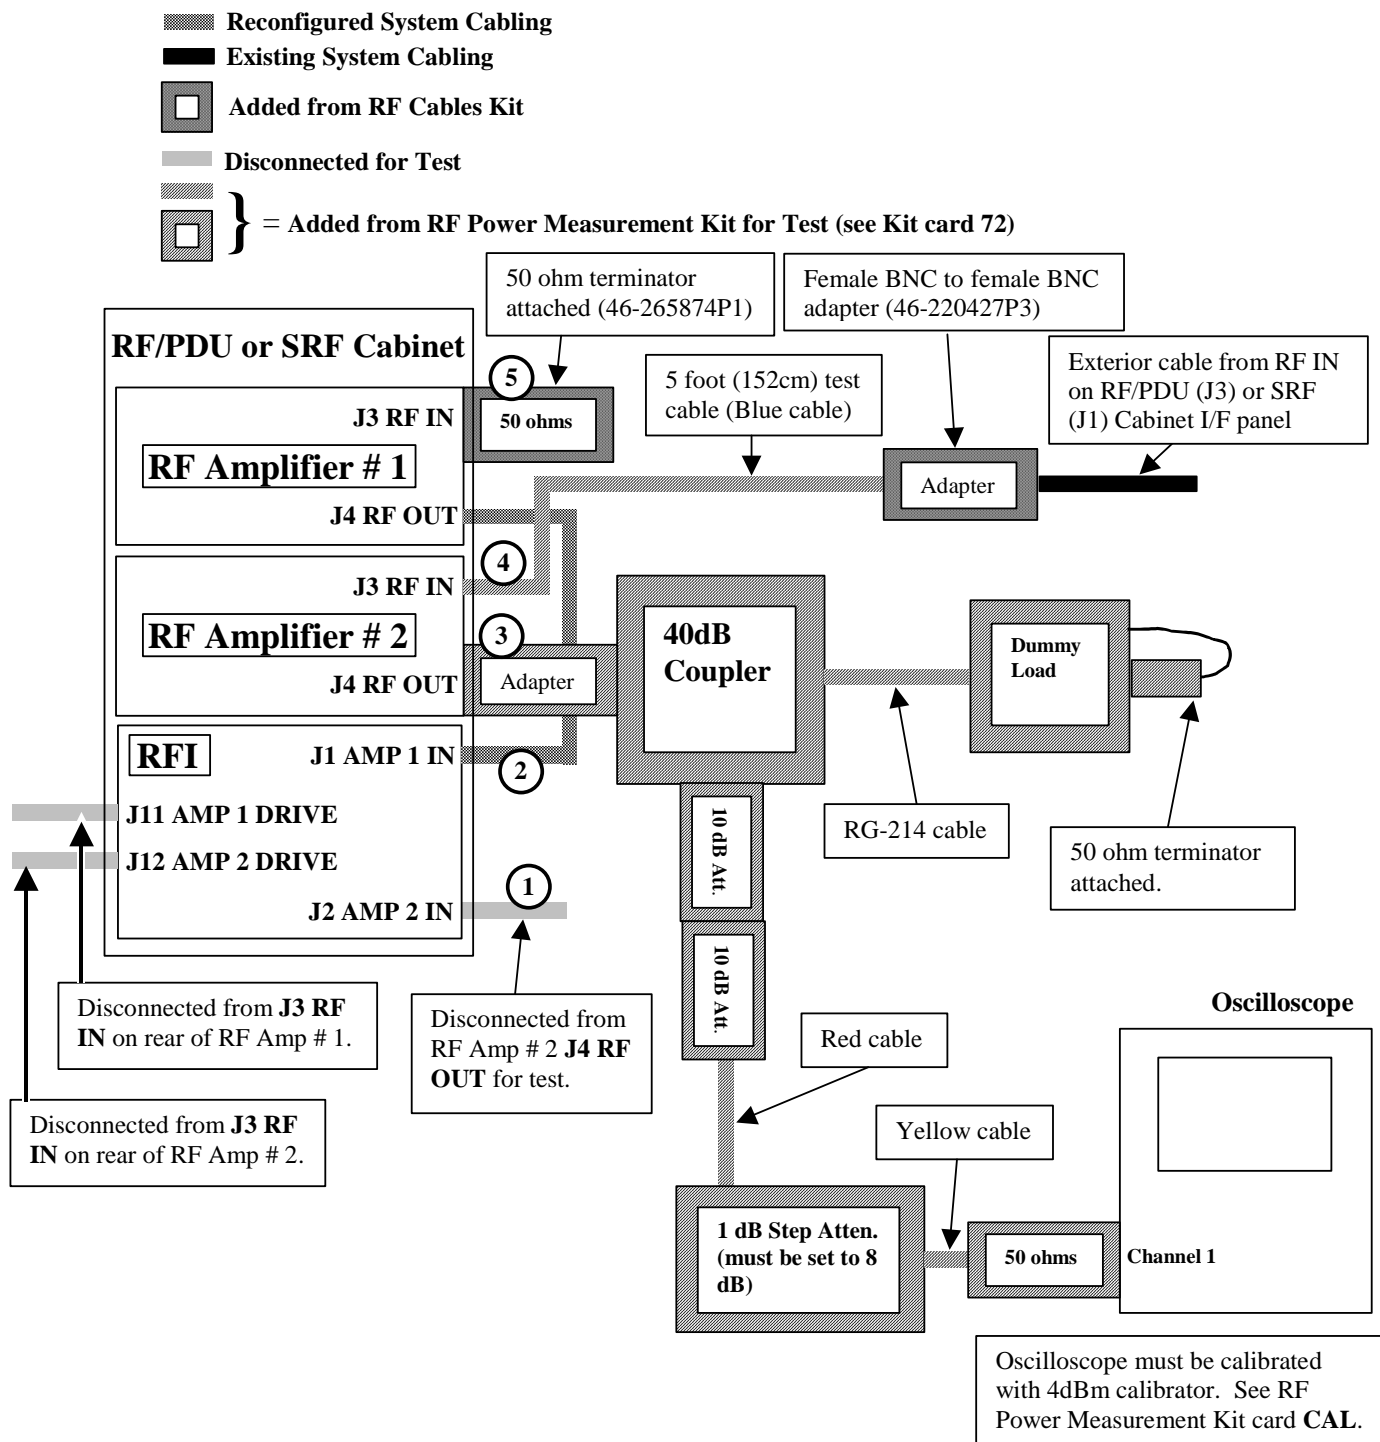 Reconfigured System Cabling
Existing System Cabling
Added from RF Cables Kit
Disconnected for Test
} = Added from RF Power Measurement Kit for Test (see Kit card 72)
50 ohm terminator
attached (46-265874P1)
Female BNC to female BNC
adapter (46-220427P3)
RF/PDU or SRF Cabinet
5 foot (152cm) test
cable (Blue cable)
Exterior cable from RF IN
on RF/PDU (J3) or SRF
(J1) Cabinet I/F panel
5
J3 RF IN
50 ohms
RF Amplifier # 1
Adapter
J4 RF OUT
4
J3 RF IN
RF Amplifier # 2
3
J4 RF OUT
Adapter
40dB
Coupler
Dummy
Load
RFI
J1 AMP 1 IN
2
J11 AMP 1 DRIVE
J12 AMP 2 DRIVE
1
J2 AMP 2 IN
10 dB Att.
10 dB Att.
RG-214 cable
50 ohm terminator
attached.
Disconnected from J3 RF
IN on rear of RF Amp # 1.
Disconnected from
RF Amp # 2 J4 RF
OUT for test.
Disconnected from J3 RF
IN on rear of RF Amp # 2.
Red cable
Yellow cable
Oscilloscope
1 dB Step Atten.
(must be set to 8
dB)
50 ohms
Channel 1
Oscilloscope must be calibrated
with 4dBm calibrator. See RF
Power Measurement Kit card CAL.